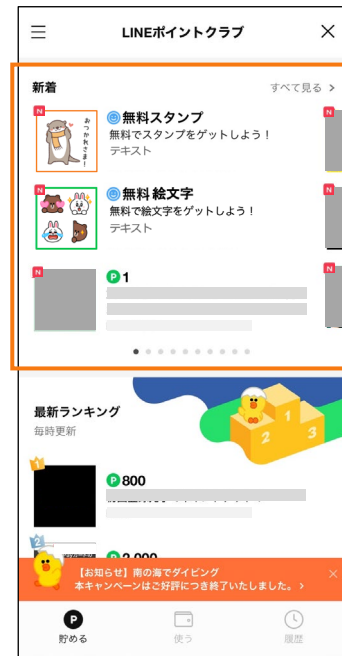 LINEポイントクラブ
新着
すべて見る >
N
無料スタンプ
無料でスタンプをゲットしよう!
テキスト
おつかれさま!
N
N
無料 絵文字
無料で絵文字をゲットしよう!
テキスト
N
N
P 1
N
最新ランキング
毎時更新
1
2
3
1
P 800
2
P 2,000
【お知らせ】南の海でダイビング
本キャンペーンはご好評につき終了いたしました。 >
P
貯める
使う
履歴